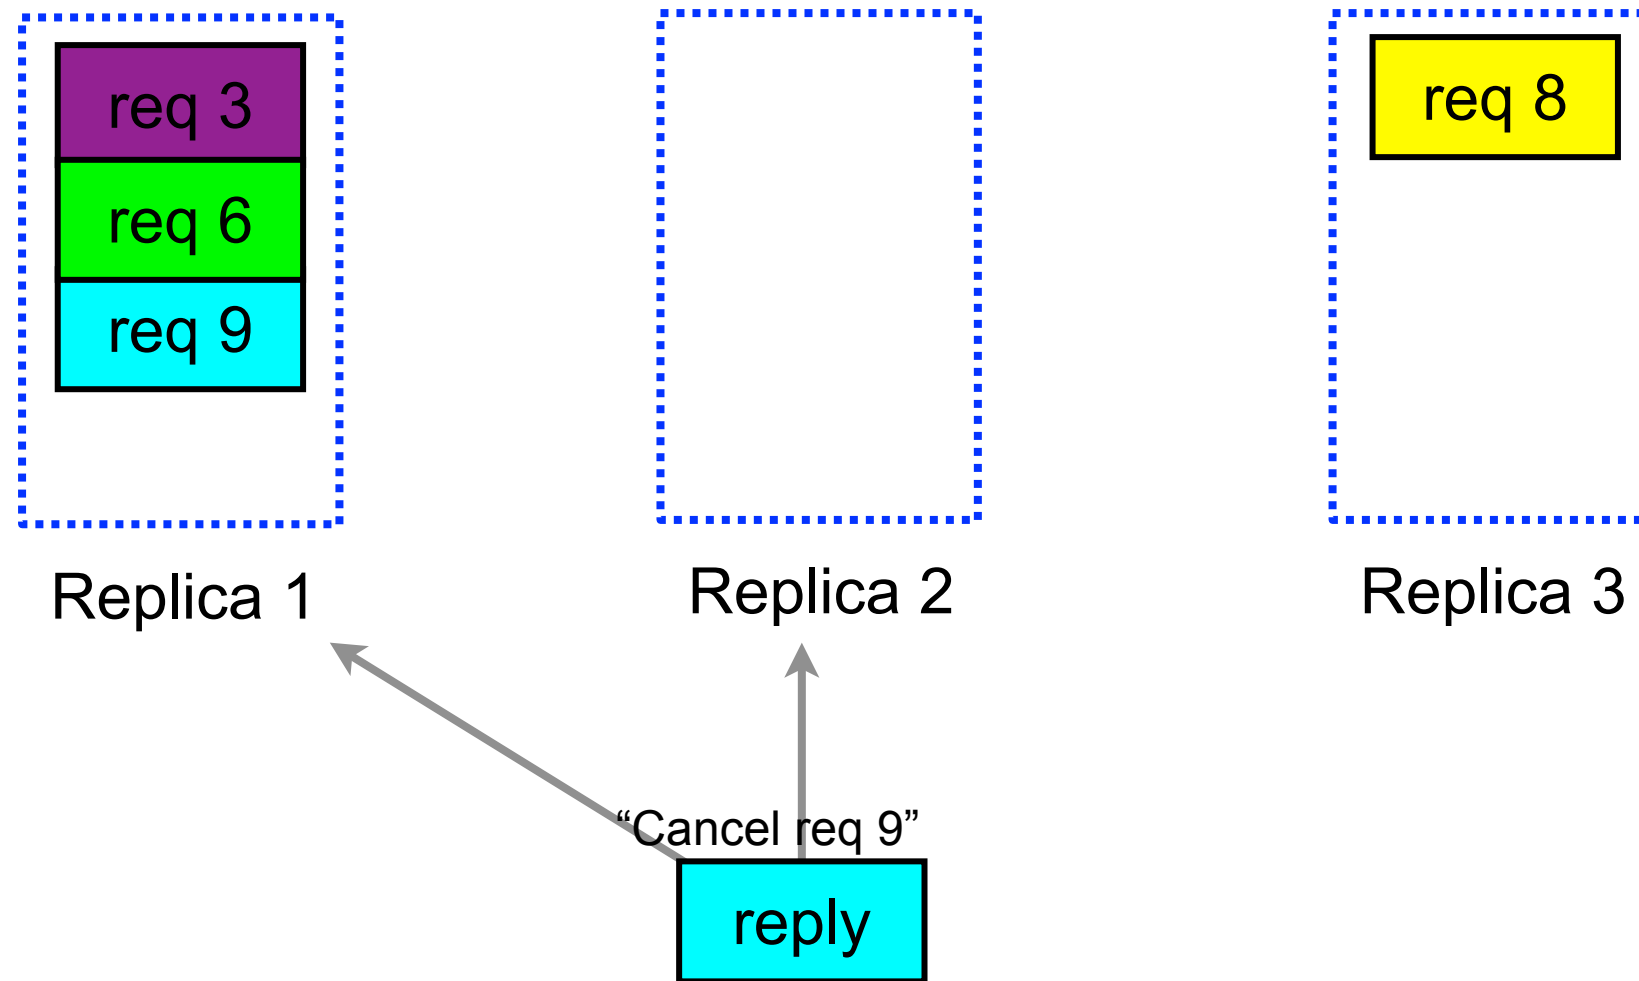 req 3
req 6
req 9
req 8
Replica 1
Replica 2
Replica 3
“Cancel req 9”
reply